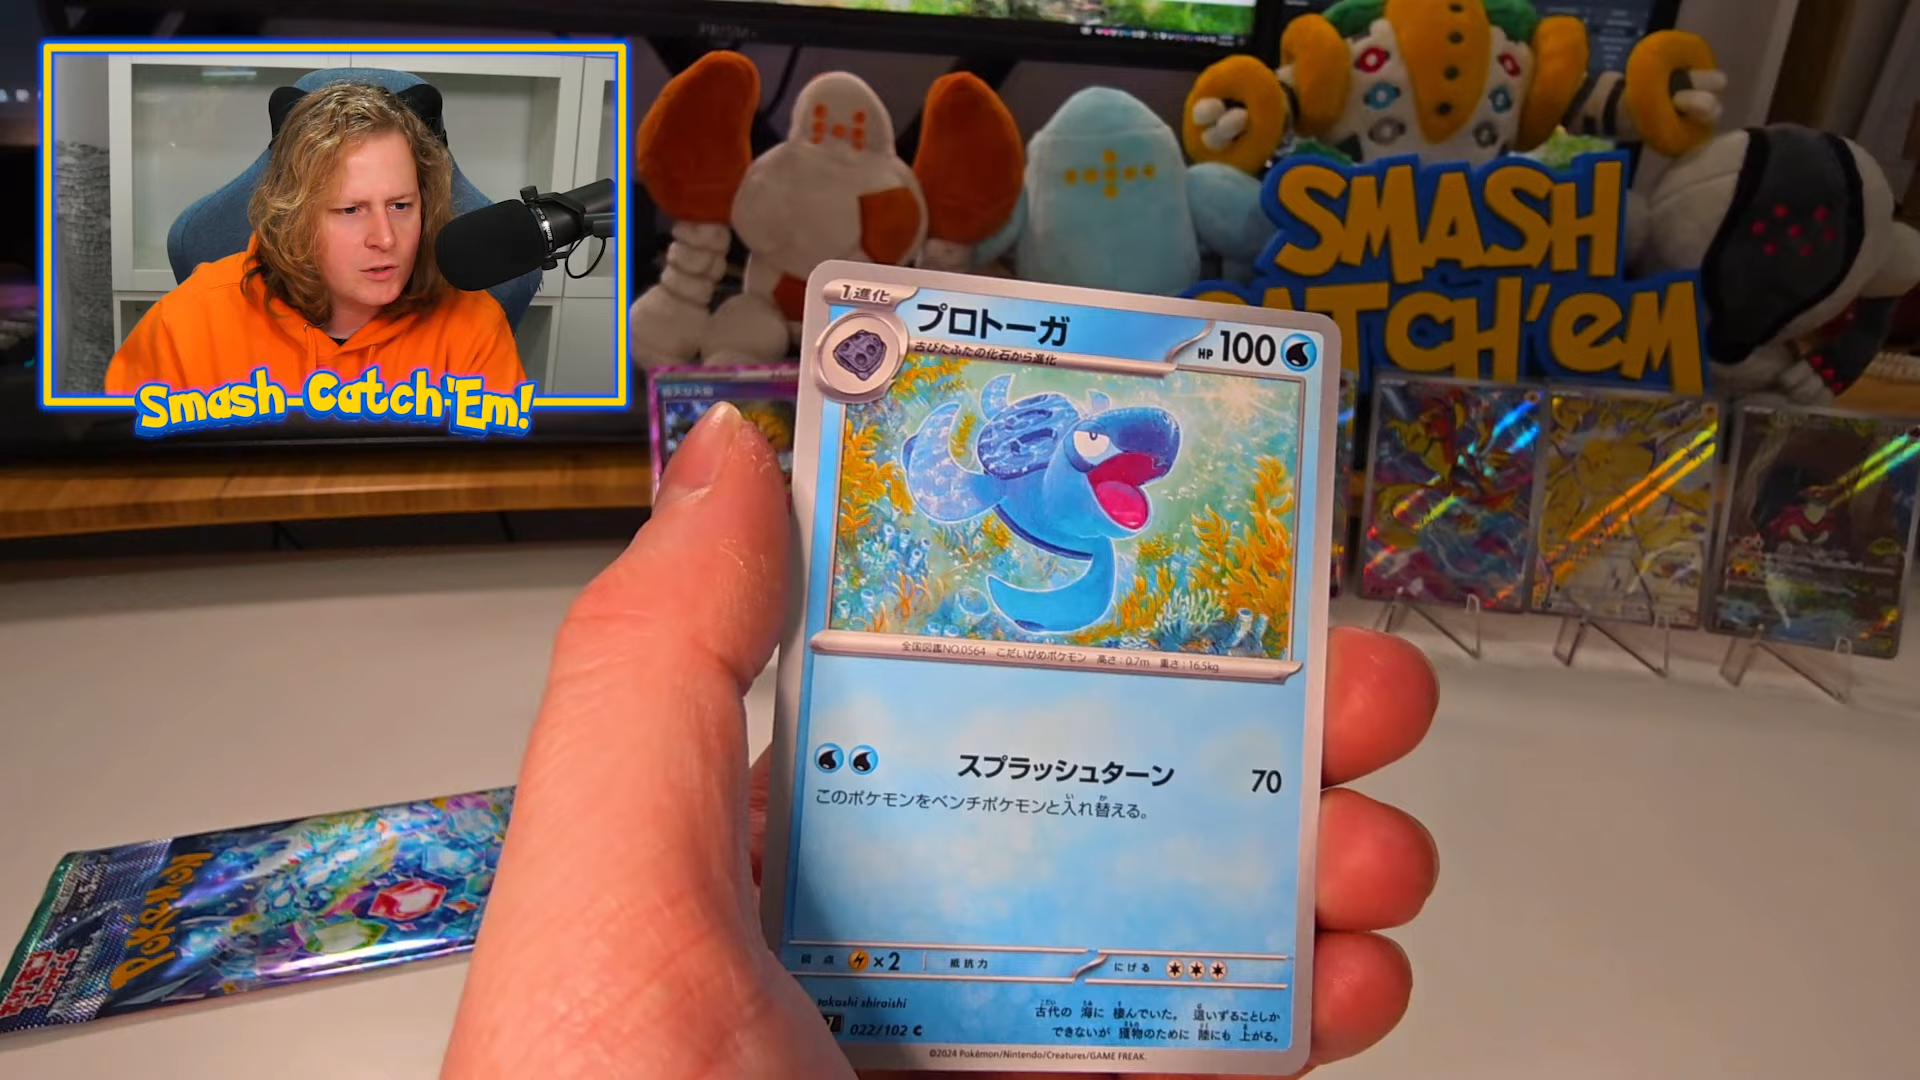 PRISM+
Smash-Catch-'Em!
SMASH
CATCH'EM
1進化
プロトーガ
古びたふたの化石から進化
HP 100
全国図鑑NO.0564 こだいがめポケモン 高さ:0.7m 重さ:16.5kg
スプラッシュターン 70
このポケモンをベンチポケモンと入れ替える。
弱点 ×2 抵抗力 にげる
takashi shiraishi
022/102 C
古代の 海に 棲んでいた。 這いずることしか
できないが 獲物のために 陸にも 上がる。
©2024 Pokémon/Nintendo/Creatures/GAME FREAK.
POKéMON